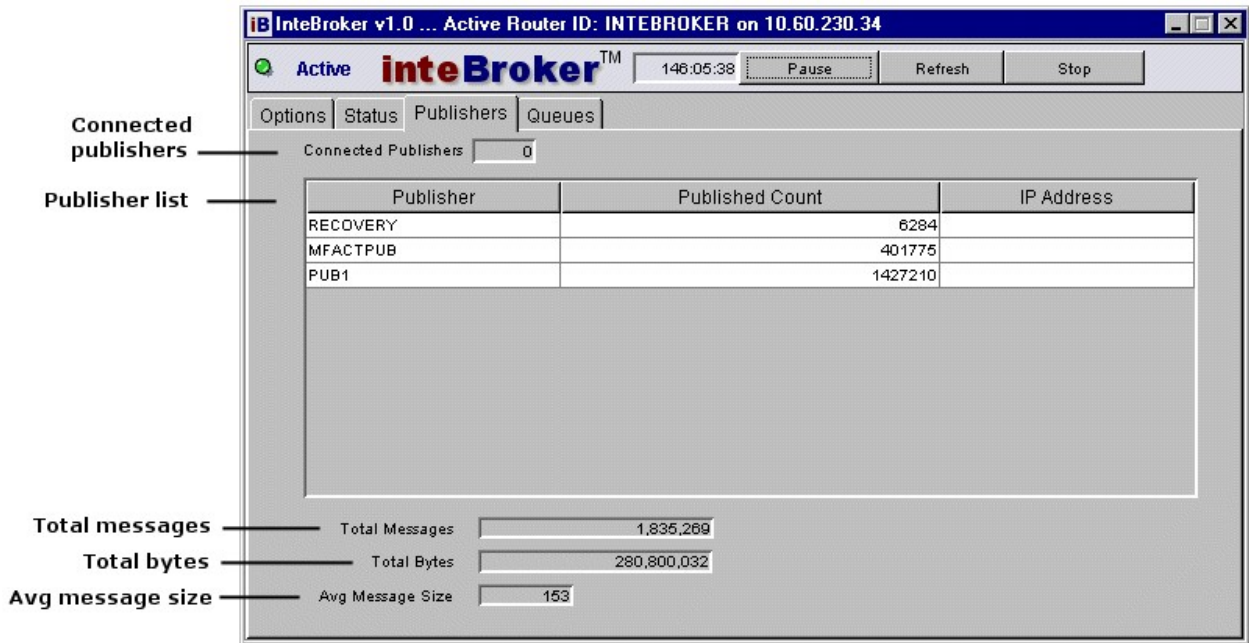 iB InteBroker v1.0 ... Active Router ID: INTEBROKER on 10.60.230.34
Active inteBroker™ 146:05:38 Pause Refresh Stop
Options Status Publishers Queues
Connected publishers
Connected Publishers 0
Publisher list
Publisher Published Count IP Address
RECOVERY 6284
MFACTPUB 401775
PUB1 1427210
Total messages
Total Messages 1,835,269
Total bytes
Total Bytes 280,800,032
Avg message size
Avg Message Size 153